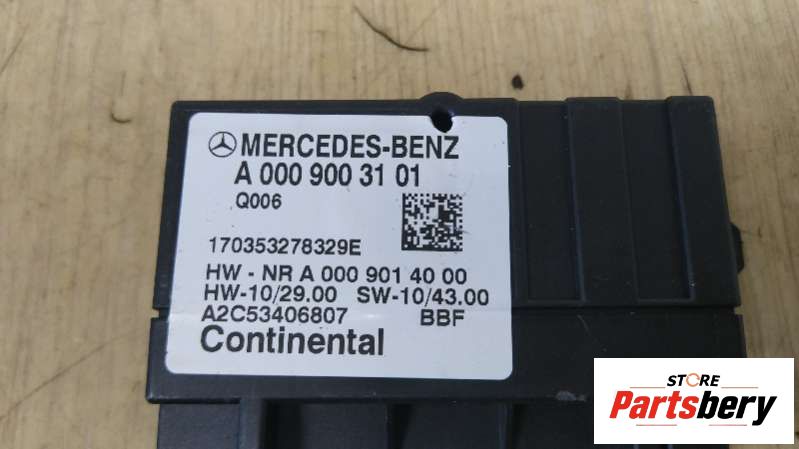 MERCEDES-BENZ
A 000 900 31 01
Q006
170353278329E
HW - NR A 000 901 40 00
HW-10/29.00 SW-10/43.00
A2C53406807 BBF
Continental
STORE
Partsbery